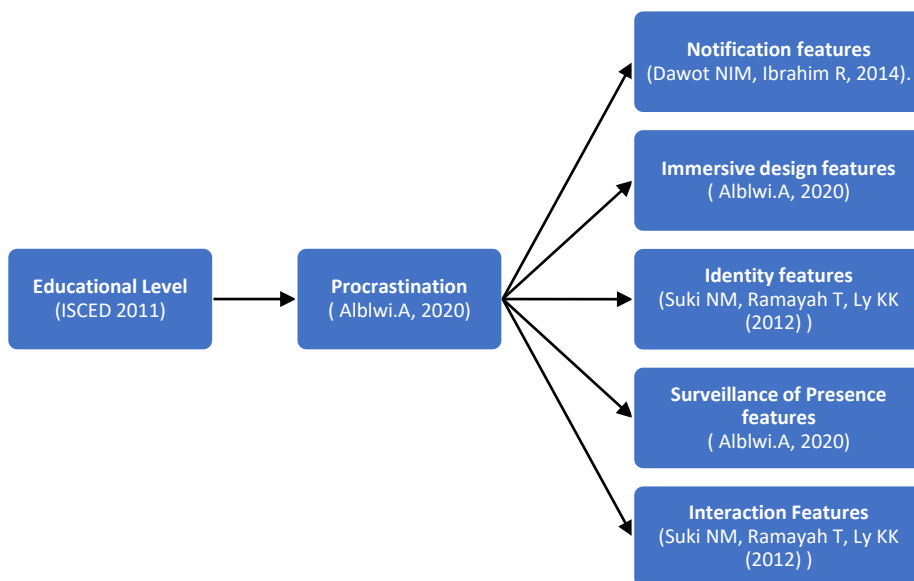 Notification features
(Dawot NIM, Ibrahim R, 2014).
Immersive design features
( Alblwi.A, 2020)
Educational Level
(ISCED 2011)
Procrastination
( Alblwi.A, 2020)
Identity features
(Suki NM, Ramayah T, Ly KK
(2012) )
Surveillance of Presence
features
( Alblwi.A, 2020)
Interaction Features
(Suki NM, Ramayah T, Ly KK
(2012) )